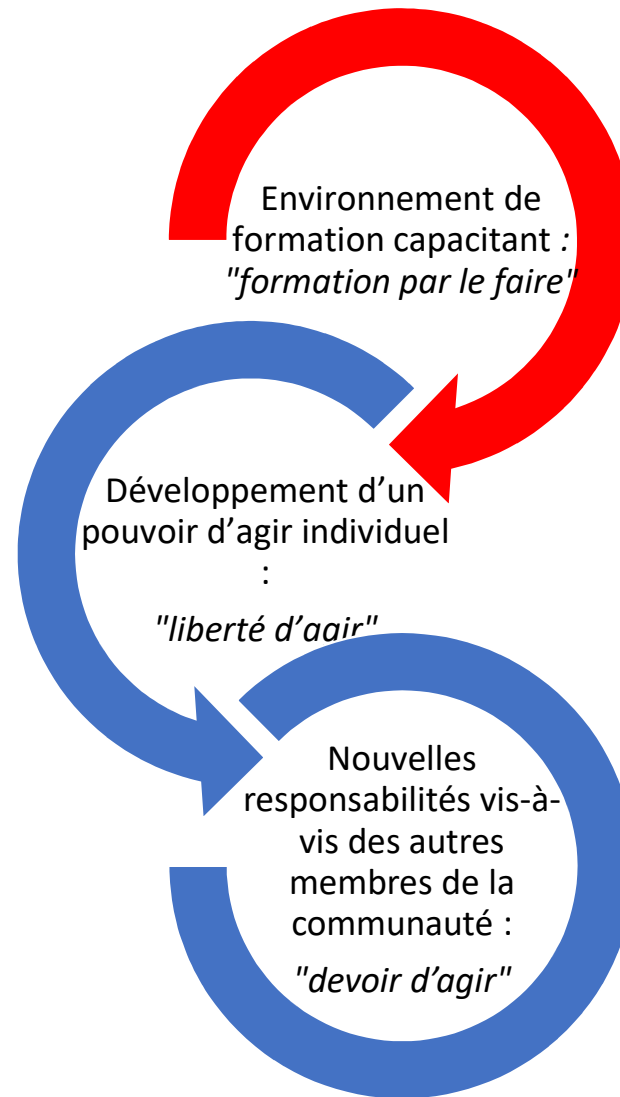 Environnement de
formation capacitant :
"formation par le faire"
Développement d’un
pouvoir d’agir individuel
:
"liberté d’agir"
Nouvelles
responsabilités vis-à-
vis des autres
membres de la
communauté :
"devoir d’agir"